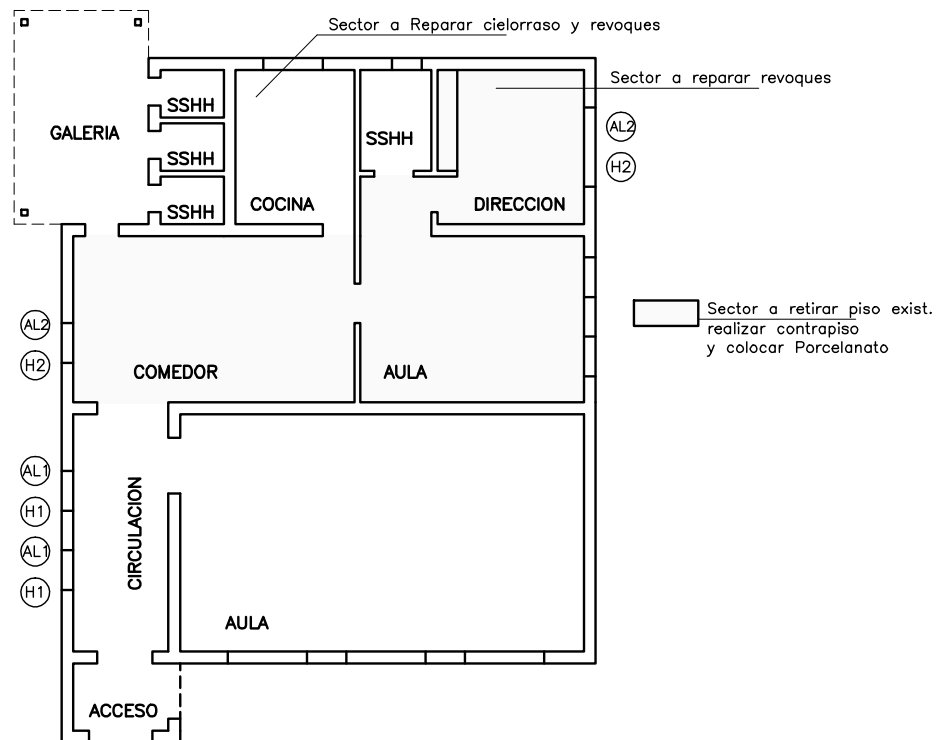 Sector a Reparar cielorraso y revoques
Sector a reparar revoques
SSHH
GALERIA
AL2
SSHH
SSHH
H2
SSHH
COCINA
DIRECCION
Sector a retirar piso exist.
realizar contrapiso
y colocar Porcelanato
AL2
H2
COMEDOR
AULA
AL1
H1
CIRCULACION
AL1
H1
AULA
ACCESO